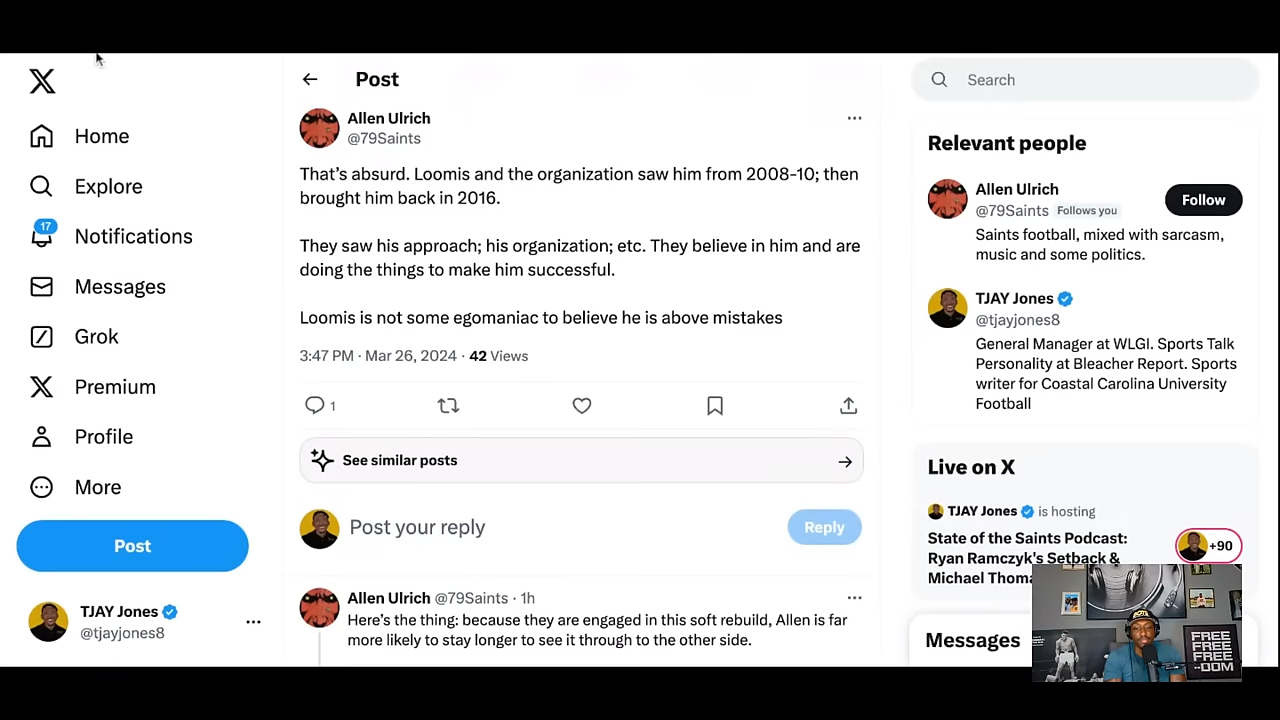 Home
Explore
17
Notifications
Messages
Grok
Premium
Profile
More
Post
TJAY Jones
@tjayjones8
Post
Allen Ulrich
@79Saints
That’s absurd. Loomis and the organization saw him from 2008-10; then
brought him back in 2016.
They saw his approach; his organization; etc. They believe in him and are
doing the things to make him successful.
Loomis is not some egomaniac to believe he is above mistakes
3:47 PM · Mar 26, 2024 · 42 Views
1
See similar posts
Post your reply
Reply
Allen Ulrich @79Saints · 1h
Here’s the thing: because they are engaged in this soft rebuild, Allen is far
more likely to stay longer to see it through to the other side.
Search
Relevant people
Allen Ulrich
@79Saints Follows you
Follow
Saints football, mixed with sarcasm,
music and some politics.
TJAY Jones
@tjayjones8
General Manager at WLGI. Sports Talk
Personality at Bleacher Report. Sports
writer for Coastal Carolina University
Football
Live on X
TJAY Jones is hosting
State of the Saints Podcast:
Ryan Ramczyk's Setback &
Michael Thoma
+90
Messages
FREE
FREE
-DOM